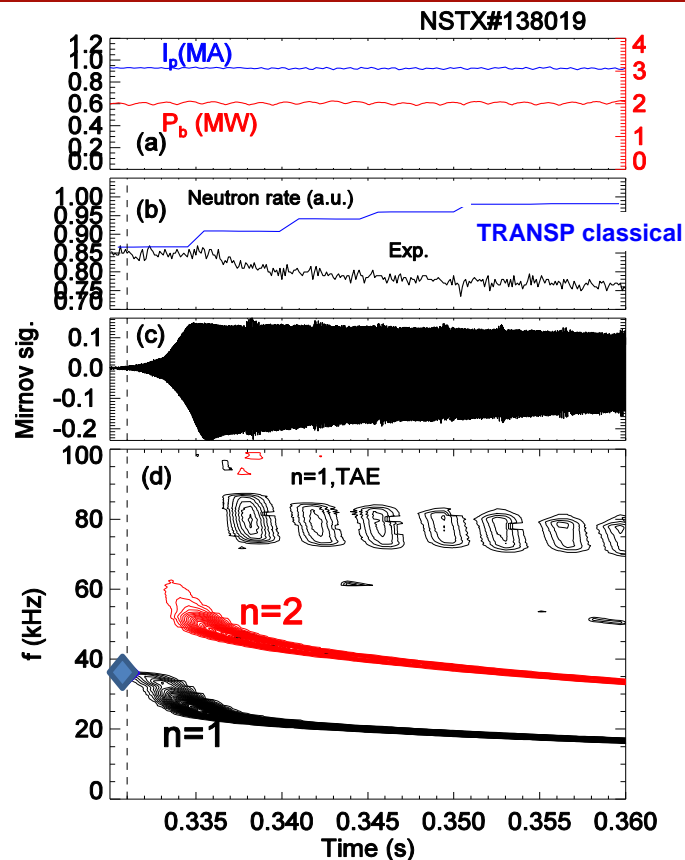 NSTX#138019
1.2
1.0
0.8
0.6
0.4
0.2
0.0
I_p(MA)
P_b (MW)
(a)
4
3
2
1
0
1.00
0.95
0.90
0.85
0.80
0.75
0.70
(b)
Neutron rate (a.u.)
TRANSP classical
Exp.
Mirnov sig.
0.1
0.0
-0.1
-0.2
(c)
f (kHz)
100
80
60
40
20
0
(d)
n=1,TAE
n=2
n=1
0.335 0.340 0.345 0.350 0.355 0.360
Time (s)